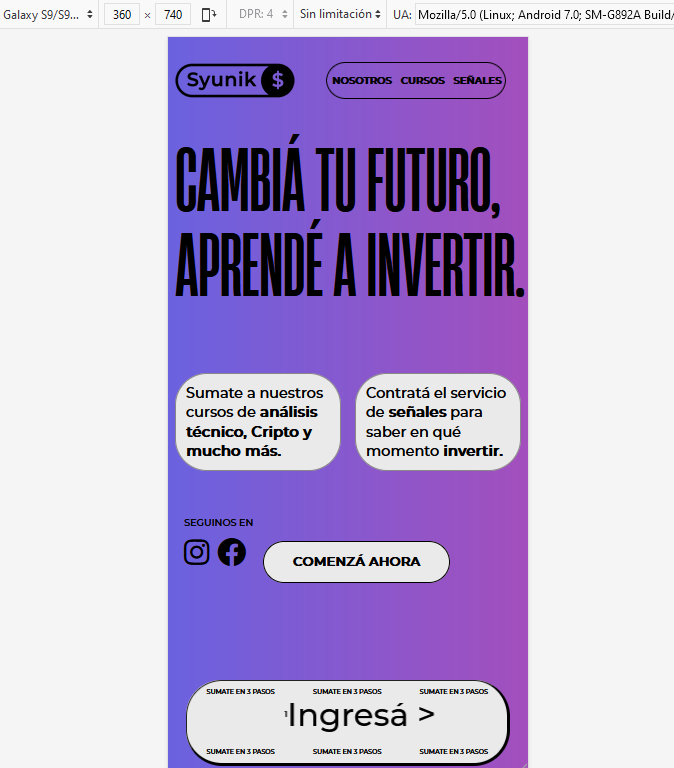 Galaxy S9/S9... 360 × 740 DPR: 4 Sin limitación UA: Mozilla/5.0 (Linux; Android 7.0; SM-G892A Build/
Syunik $ NOSOTROS CURSOS SEÑALES
CAMBIÁ TU FUTURO,
APRENDÉ A INVERTIR.
Sumate a nuestros
cursos de análisis
técnico, Cripto y
mucho más.
Contratá el servicio
de señales para
saber en qué
momento invertir.
SEGUINOS EN
COMENZÁ AHORA
SUMATE EN 3 PASOS SUMATE EN 3 PASOS SUMATE EN 3 PASOS
1Ingresá >
SUMATE EN 3 PASOS SUMATE EN 3 PASOS SUMATE EN 3 PASOS